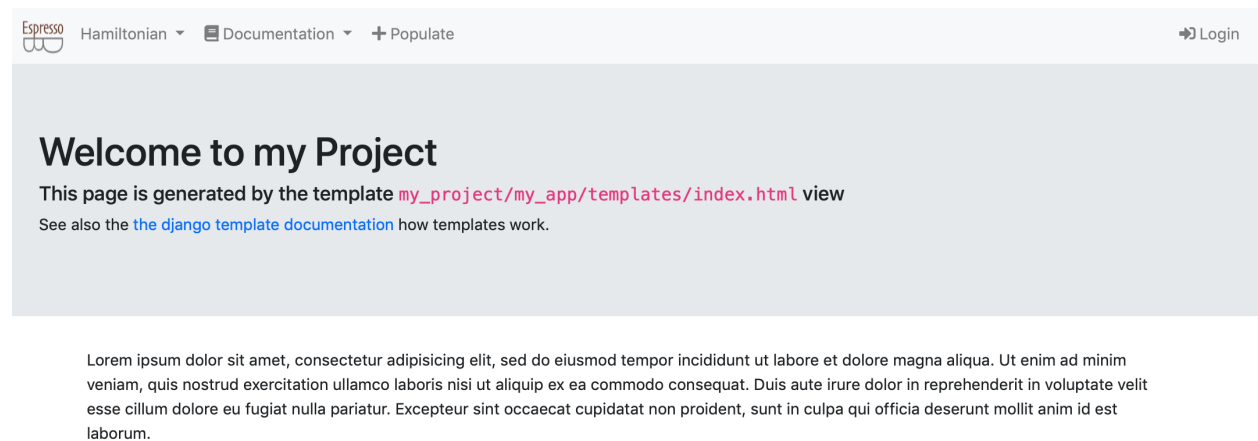 Espresso
Hamiltonian Documentation Populate Login
Welcome to my Project
This page is generated by the template my_project/my_app/templates/index.html view
See also the the django template documentation how templates work.
Lorem ipsum dolor sit amet, consectetur adipisicing elit, sed do eiusmod tempor incididunt ut labore et dolore magna aliqua. Ut enim ad minim
veniam, quis nostrud exercitation ullamco laboris nisi ut aliquip ex ea commodo consequat. Duis aute irure dolor in reprehenderit in voluptate velit
esse cillum dolore eu fugiat nulla pariatur. Excepteur sint occaecat cupidatat non proident, sunt in culpa qui officia deserunt mollit anim id est
laborum.